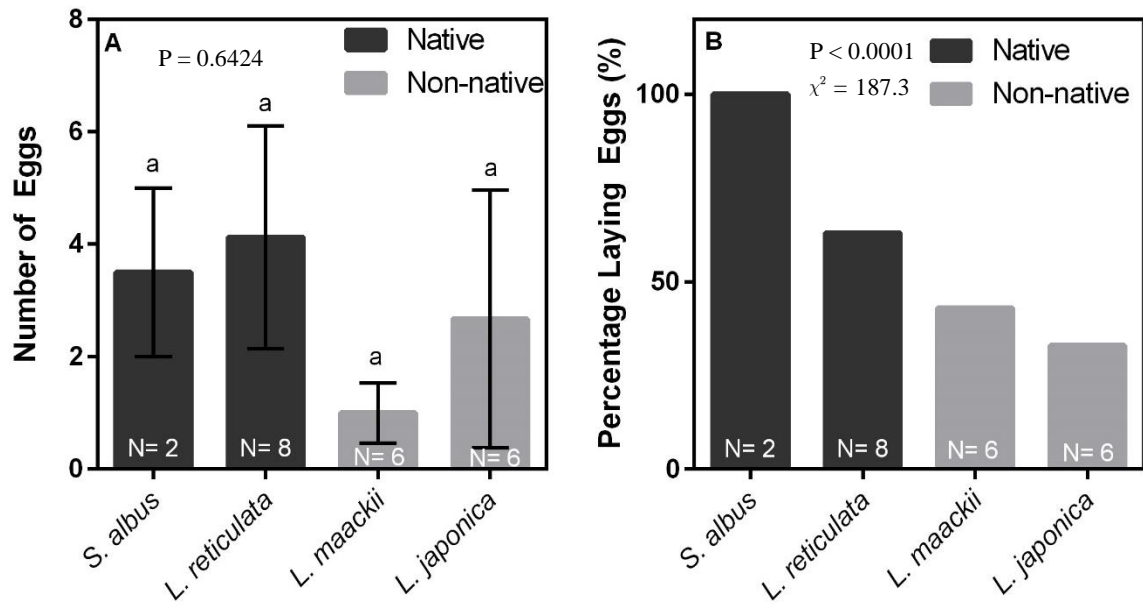 A
P = 0.6424
Native
Non-native
Number of Eggs
8
6
4
2
0
a
a
a
a
N= 2
N= 8
N= 6
N= 6
S. albus
L. reticulata
L. maackii
L. japonica
B
P < 0.0001
χ² = 187.3
Native
Non-native
Percentage Laying Eggs (%)
100
50
0
N= 2
N= 8
N= 6
N= 6
S. albus
L. reticulata
L. maackii
L. japonica